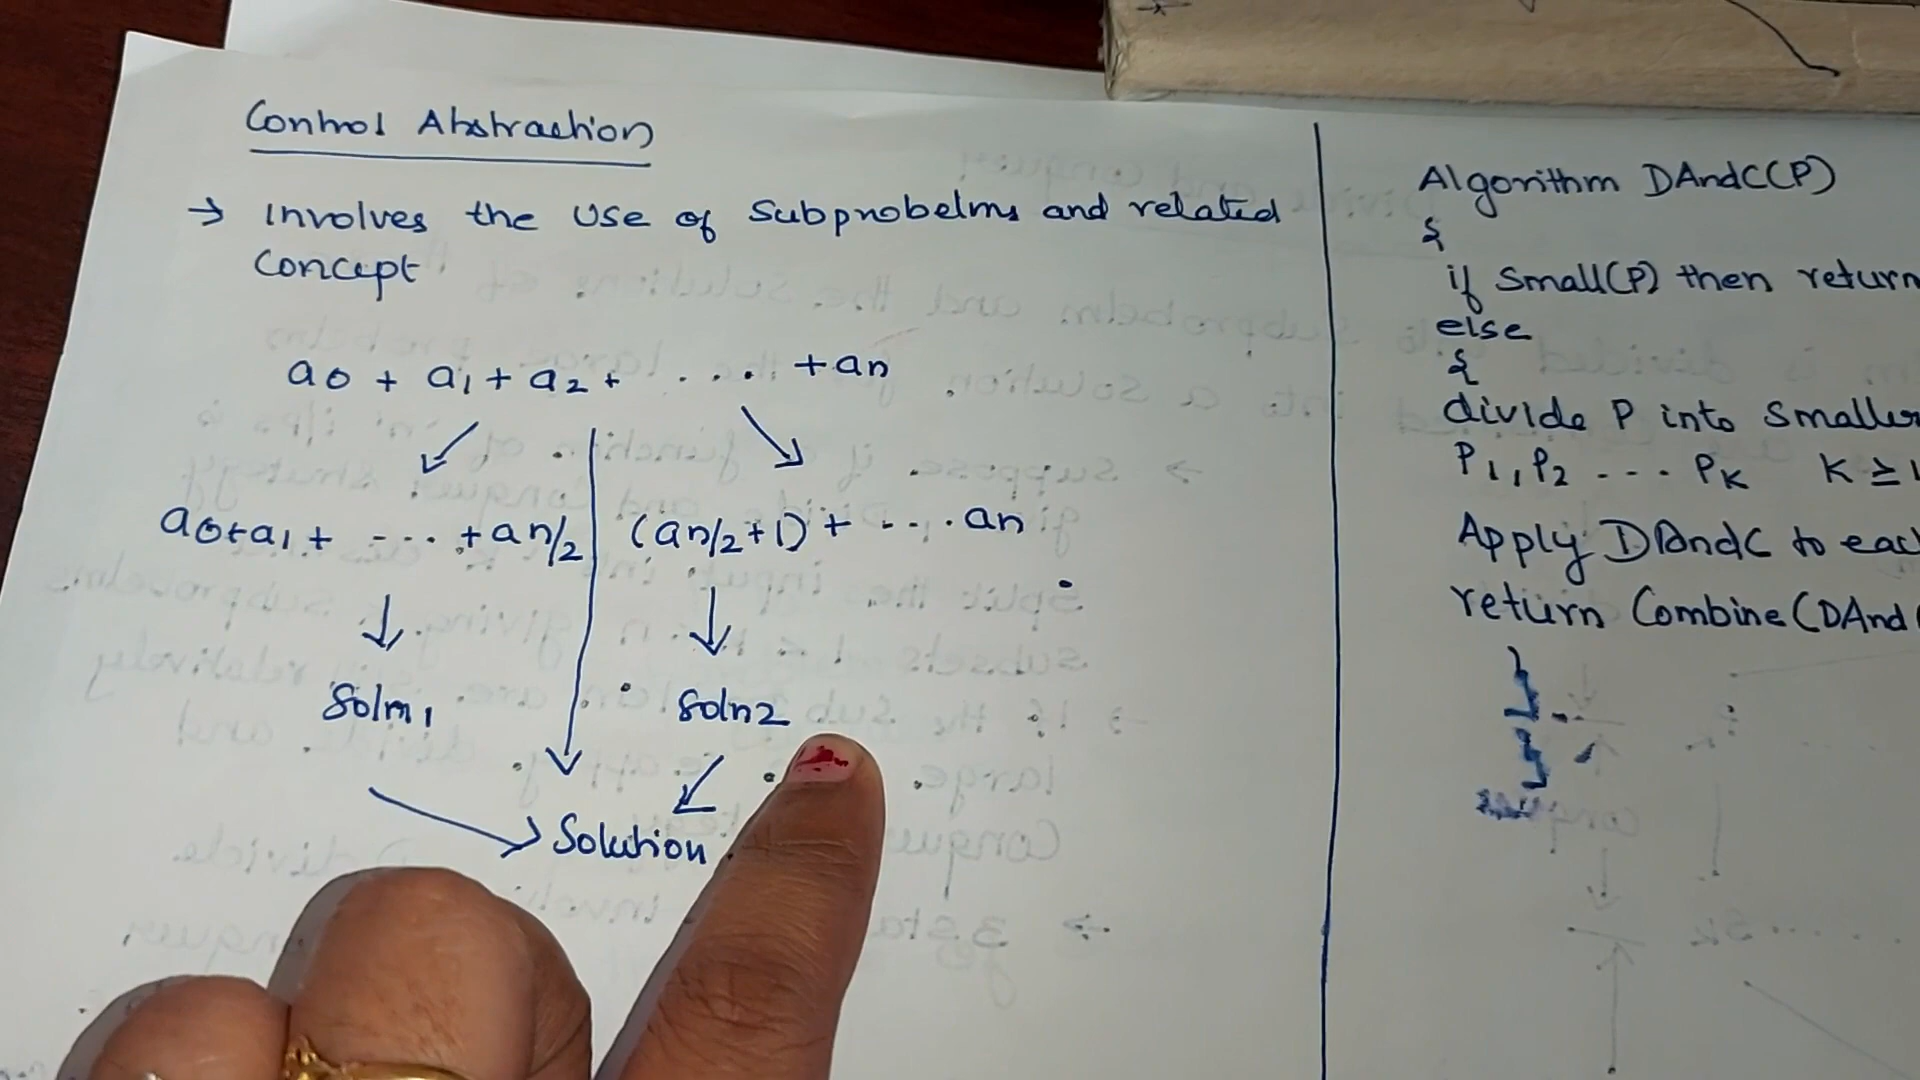 Control Abstraction
→ Involves the use of Subprobelms and related
concept
a0 + a1 + a2 + .... +an
a0+a1 + --... +an/2
(an/2+1) + --.. an
Soln1
Soln2
Solution
Algorithm DAndC(P)
{
if Small(P) then return
else
{
divide P into Smaller
P1, P2 --... PK K ≥ 1
Apply DAndC to each
return Combine (DAnd
}
}